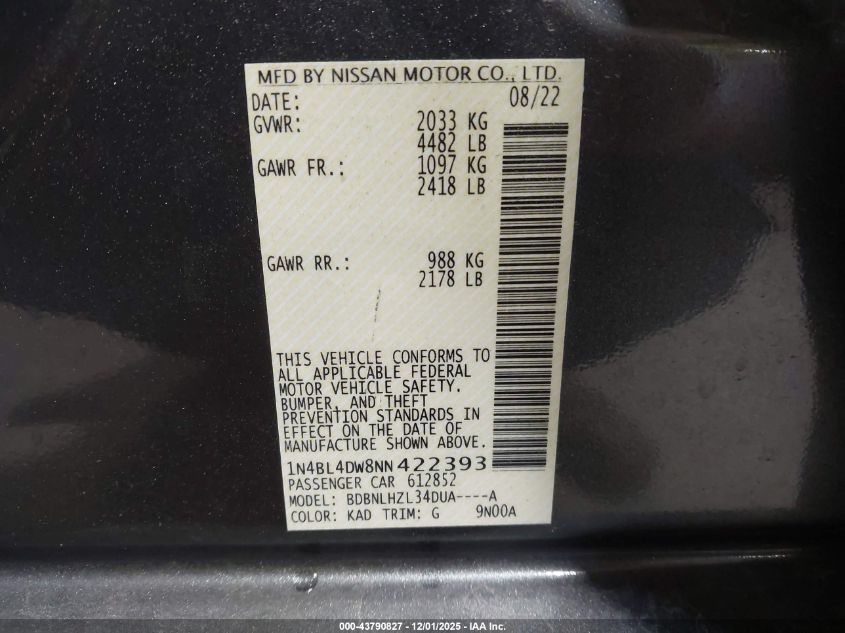 MFD BY NISSAN MOTOR CO., LTD.
DATE: 08/22
GVWR: 2033 KG
4482 LB
GAWR FR.: 1097 KG
2418 LB
GAWR RR.: 988 KG
2178 LB
THIS VEHICLE CONFORMS TO
ALL APPLICABLE FEDERAL
MOTOR VEHICLE SAFETY,
BUMPER, AND THEFT
PREVENTION STANDARDS IN
EFFECT ON THE DATE OF
MANUFACTURE SHOWN ABOVE.
1N4BL4DW8NN422393
PASSENGER CAR 612852
MODEL: BDBNLHZL34DUA----A
COLOR: KAD TRIM: G 9N00A
000-43790827 - 12/01/2025 - IAA Inc.